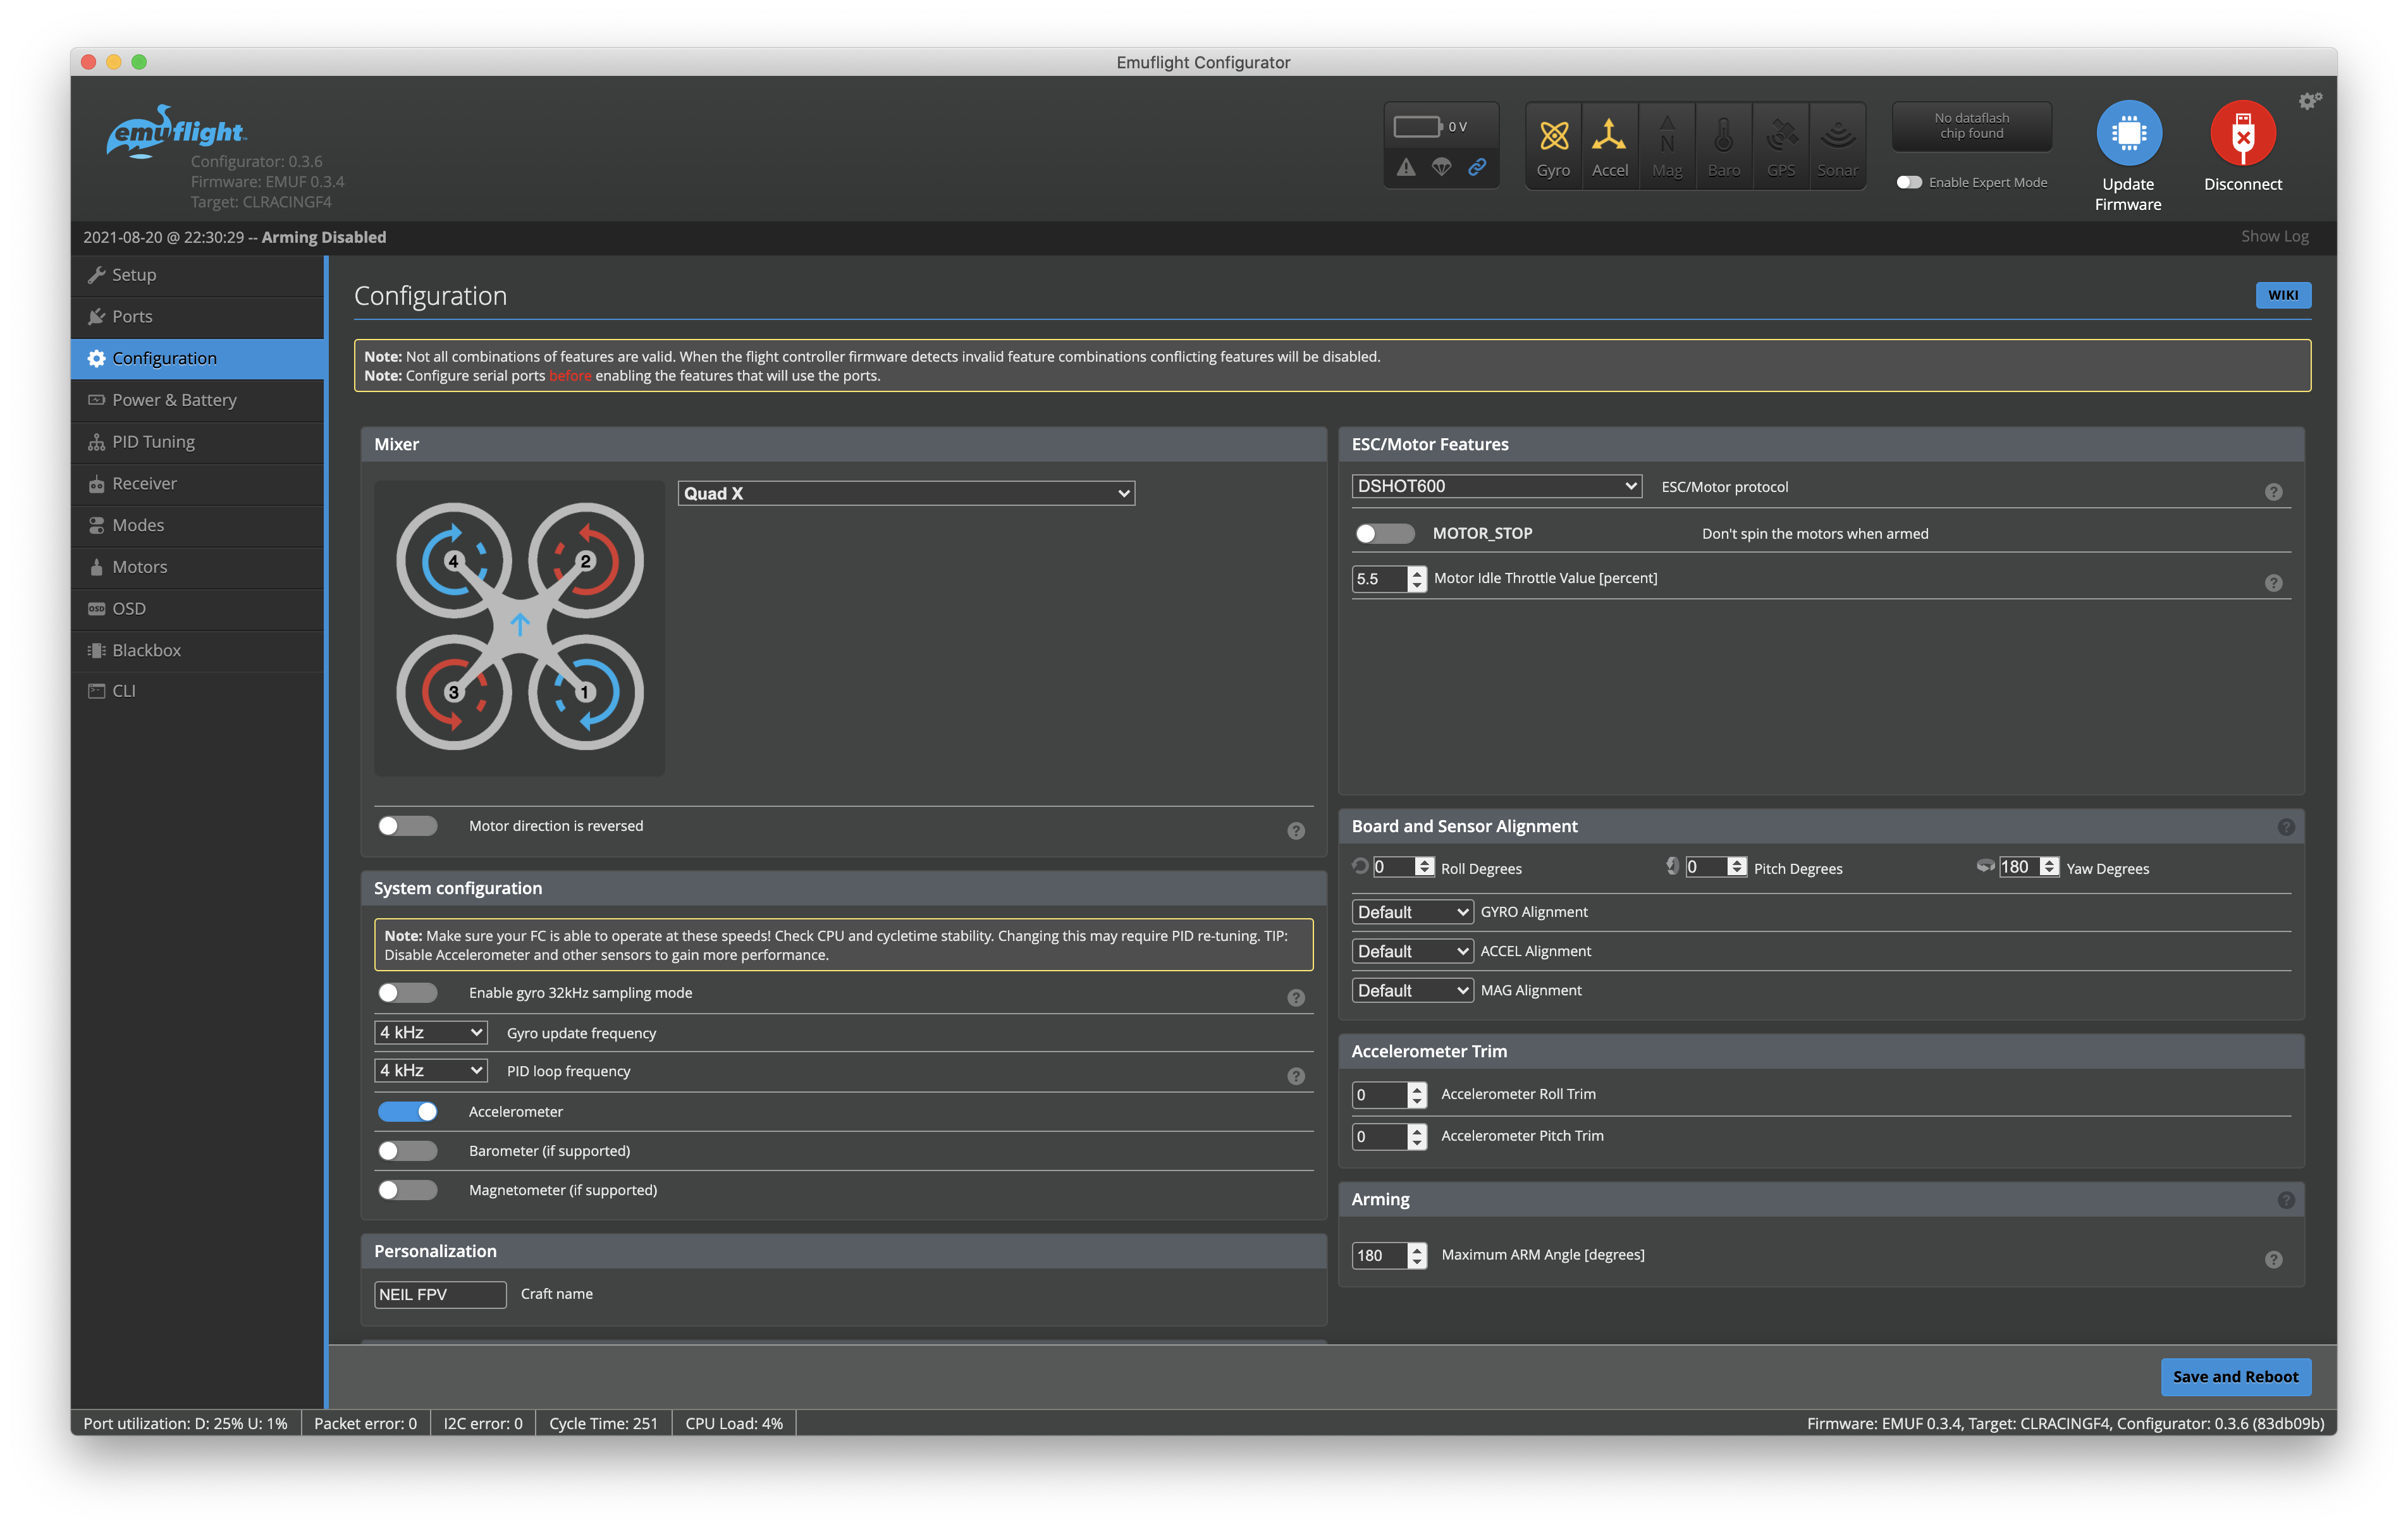 Emuflight Configurator
emuflight
Configurator: 0.3.6
Firmware: EMUF 0.3.4
Target: CLRACINGF4
0 V
Gyro
Accel
Mag
Baro
GPS
Sonar
No dataflash
chip found
Enable Expert Mode
Update
Firmware
Disconnect
2021-08-20 @ 22:30:29 -- Arming Disabled
Show Log
Setup
Ports
Configuration
Power & Battery
PID Tuning
Receiver
Modes
Motors
OSD
Blackbox
CLI
Configuration
WIKI
Note: Not all combinations of features are valid. When the flight controller firmware detects invalid feature combinations conflicting features will be disabled.
Note: Configure serial ports before enabling the features that will use the ports.
Mixer
Quad X
4
2
3
1
Motor direction is reversed
System configuration
Note: Make sure your FC is able to operate at these speeds! Check CPU and cycletime stability. Changing this may require PID re-tuning. TIP:
Disable Accelerometer and other sensors to gain more performance.
Enable gyro 32kHz sampling mode
4 kHz Gyro update frequency
4 kHz PID loop frequency
Accelerometer
Barometer (if supported)
Magnetometer (if supported)
Personalization
NEIL FPV Craft name
ESC/Motor Features
DSHOT600 ESC/Motor protocol
MOTOR_STOP Don't spin the motors when armed
5.5 Motor Idle Throttle Value [percent]
Board and Sensor Alignment
0 Roll Degrees 0 Pitch Degrees 180 Yaw Degrees
Default GYRO Alignment
Default ACCEL Alignment
Default MAG Alignment
Accelerometer Trim
0 Accelerometer Roll Trim
0 Accelerometer Pitch Trim
Arming
180 Maximum ARM Angle [degrees]
Save and Reboot
Port utilization: D: 25% U: 1% Packet error: 0 I2C error: 0 Cycle Time: 251 CPU Load: 4% Firmware: EMUF 0.3.4, Target: CLRACINGF4, Configurator: 0.3.6 (83db09b)